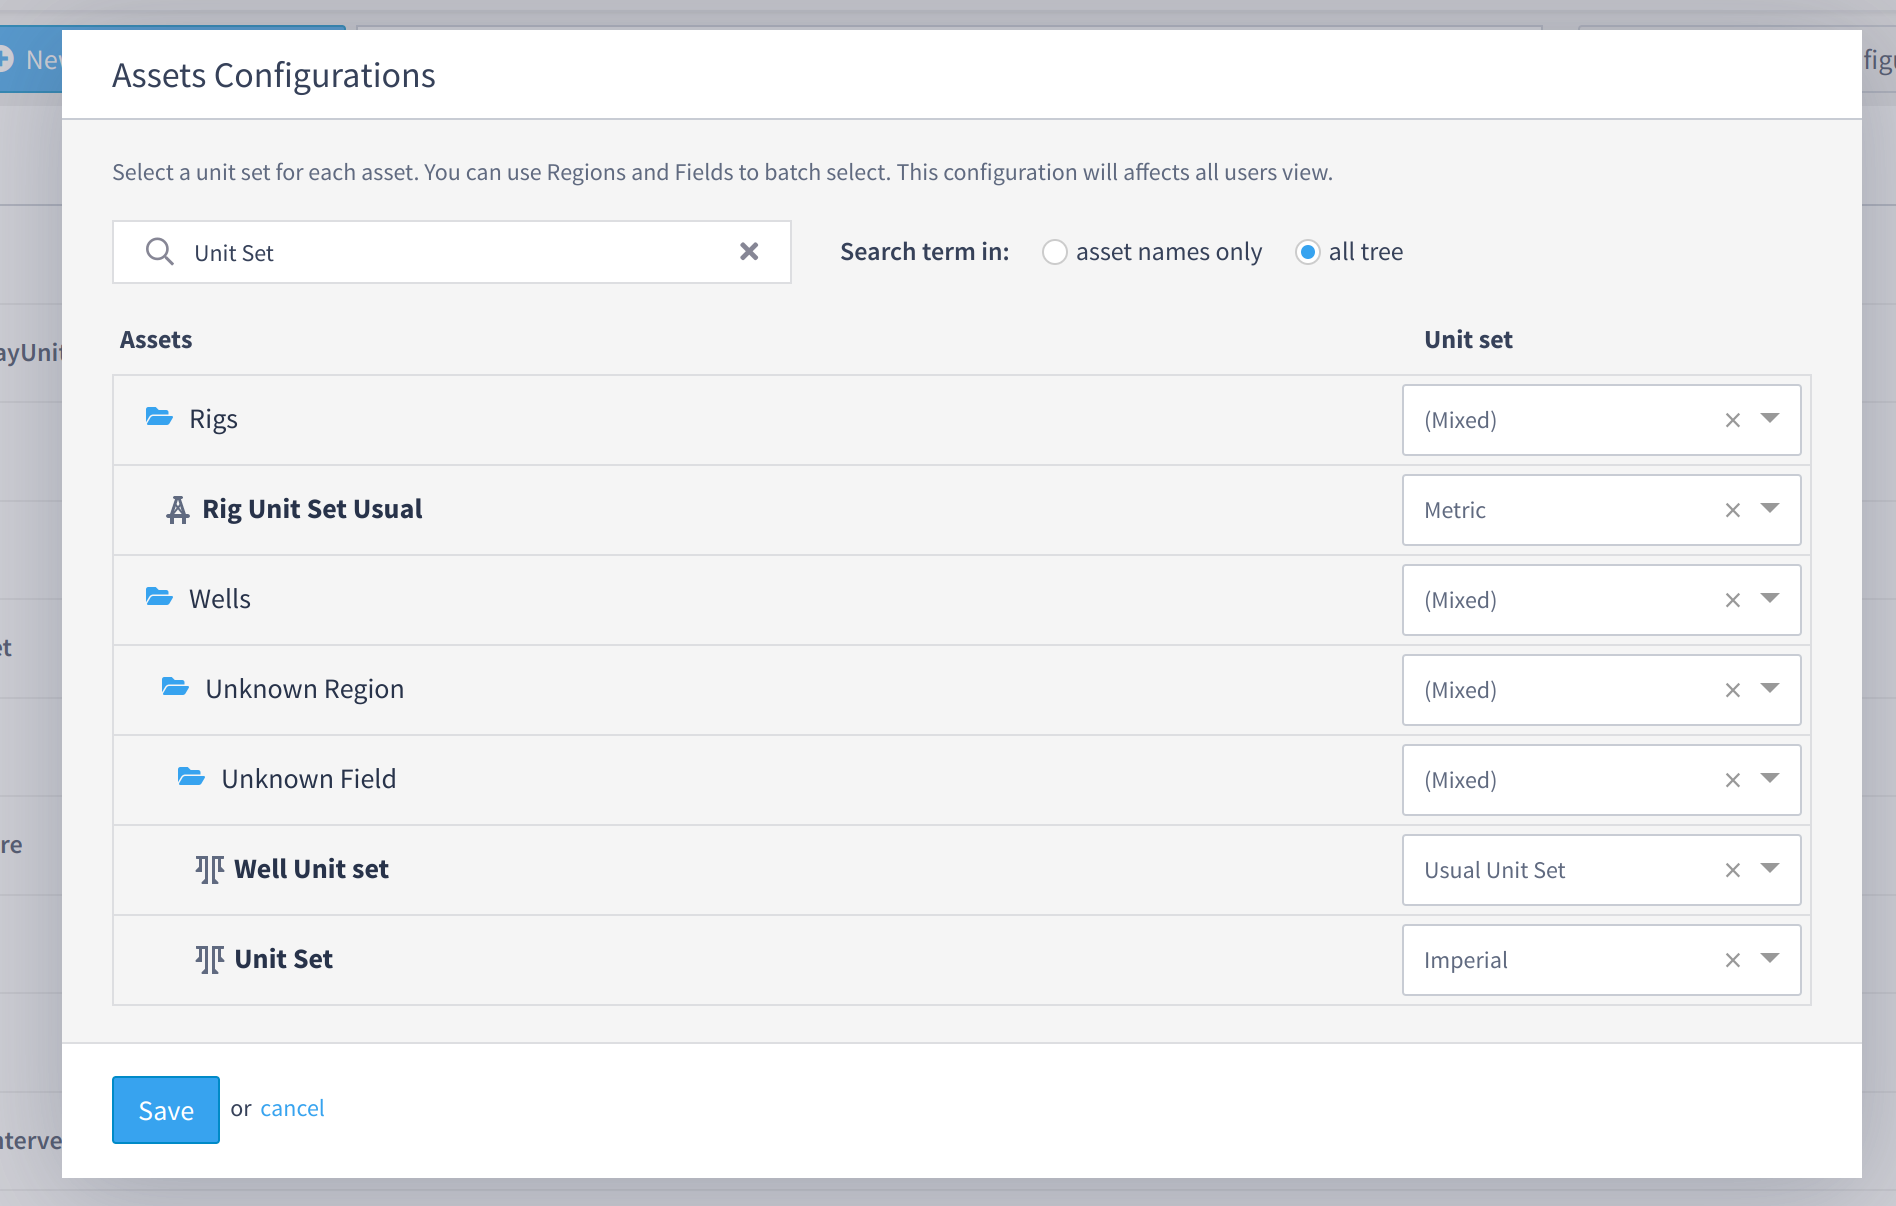 New
figu
Assets Configurations
Select a unit set for each asset. You can use Regions and Fields to batch select. This configuration will affects all users view.
Unit Set
Search term in: asset names only all tree
Assets Unit set
Rigs (Mixed)
ayUnit
Rig Unit Set Usual Metric
Wells (Mixed)
et
Unknown Region (Mixed)
Unknown Field (Mixed)
re
Well Unit set Usual Unit Set
Unit Set Imperial
Save or cancel
nterve